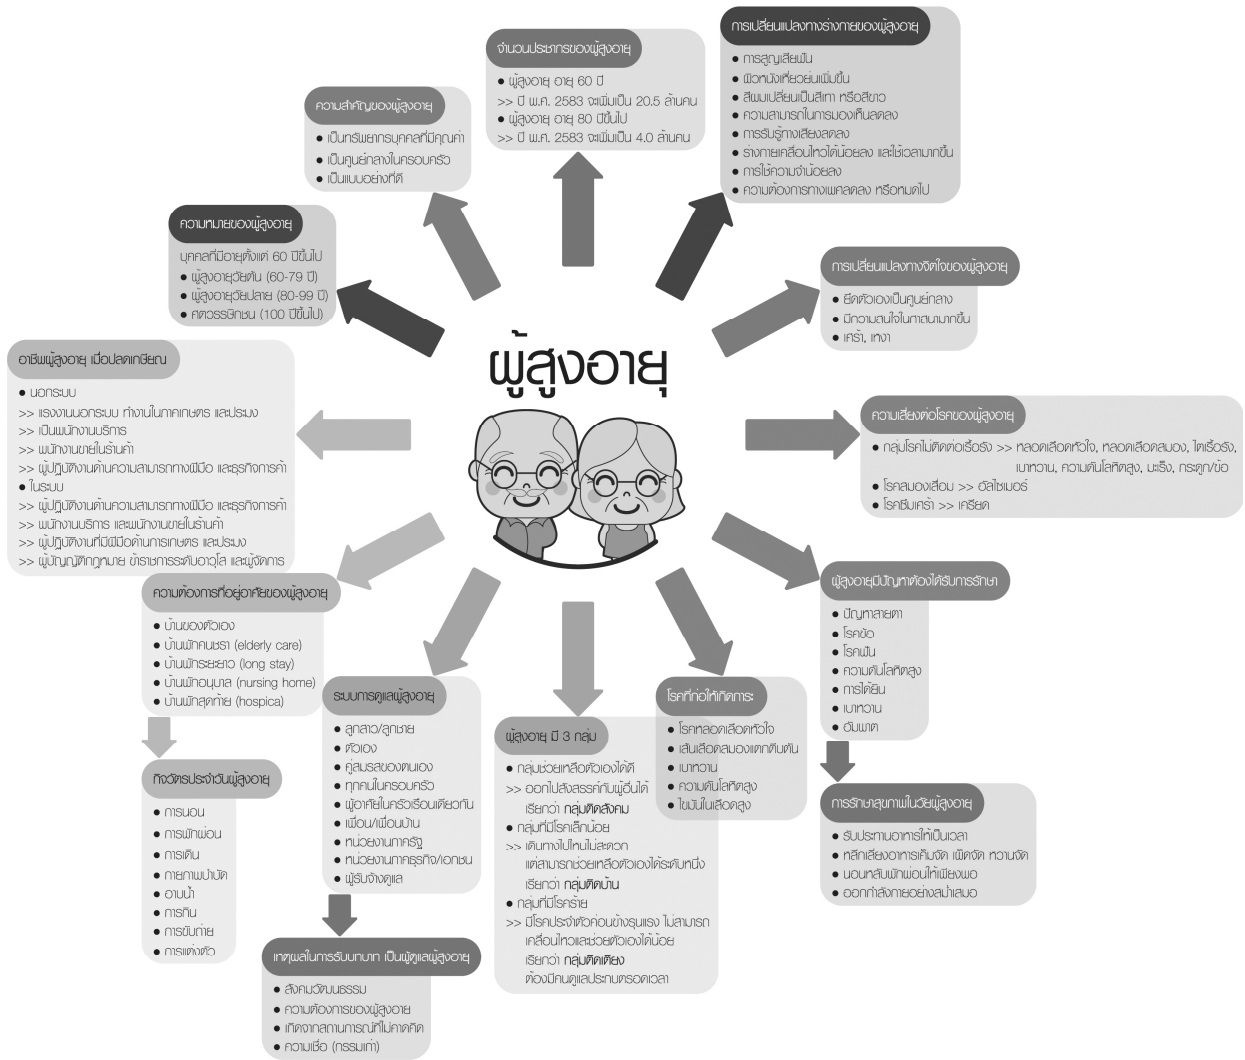 ผู้สูงอายุ
จำนวนประชากรของผู้สูงอายุ
● ผู้สูงอายุ อายุ 60 ปี
>> ปี พ.ศ. 2583 จะเพิ่มเป็น 20.5 ล้านคน
● ผู้สูงอายุ อายุ 80 ปีขึ้นไป
>> ปี พ.ศ. 2583 จะเพิ่มเป็น 4.0 ล้านคน
การเปลี่ยนแปลงทางร่างกายของผู้สูงอายุ
● การสูญเสียฟัน
● ผิวหนังเหี่ยวย่นเพิ่มขึ้น
● สีผมเปลี่ยนเป็นสีเทา หรือสีขาว
● ความสามารถในการมองเห็นลดลง
● การรับรู้ทางเสียงลดลง
● ร่างกายเคลื่อนไหวได้น้อยลง และใช้เวลามากขึ้น
● การใช้ความจำน้อยลง
● ความต้องการทางเพศลดลง หรือหมดไป
การเปลี่ยนแปลงทางจิตใจของผู้สูงอายุ
● ยึดตัวเองเป็นศูนย์กลาง
● มีความสนใจในศาสนามากขึ้น
● เศร้า, เหงา
ความเสี่ยงต่อโรคของผู้สูงอายุ
● กลุ่มโรคไม่ติดต่อเรื้อรัง >> หลอดเลือดหัวใจ, หลอดเลือดสมอง, ไตเรื้อรัง,
เบาหวาน, ความดันโลหิตสูง, มะเร็ง, กระดูก/ข้อ
● โรคสมองเสื่อม >> อัลไซเมอร์
● โรคซึมเศร้า >> เครียด
ผู้สูงอายุมีปัญหาต้องได้รับการรักษา
● ปัญหาสายตา
● โรคข้อ
● โรคฟัน
● ความดันโลหิตสูง
● การได้ยิน
● เบาหวาน
● อัมพาต
การรักษาสุขภาพในวัยผู้สูงอายุ
● รับประทานอาหารให้เป็นเวลา
● หลีกเลี่ยงอาหารเค็มจัด เผ็ดจัด หวานจัด
● นอนหลับพักผ่อนให้เพียงพอ
● ออกกำลังกายอย่างสม่ำเสมอ
โรคที่ก่อให้เกิดภาระ
● โรคหลอดเลือดหัวใจ
● เส้นเลือดสมองแตกตีบตัน
● เบาหวาน
● ความดันโลหิตสูง
● ไขมันในเลือดสูง
ผู้สูงอายุ มี 3 กลุ่ม
● กลุ่มช่วยเหลือตัวเองได้ดี
>> ออกไปสังสรรค์กับผู้อื่นได้
เรียกว่า กลุ่มติดสังคม
● กลุ่มที่มีโรคเล็กน้อย
>> เดินทางไปไหนไม่สะดวก
แต่สามารถช่วยเหลือตัวเองได้ระดับหนึ่ง
เรียกว่า กลุ่มติดบ้าน
● กลุ่มที่มีโรคร้าย
>> มีโรคประจำตัวค่อนข้างรุนแรง ไม่สามารถ
เคลื่อนไหวและช่วยตัวเองได้น้อย
เรียกว่า กลุ่มติดเตียง
ต้องมีคนดูแลประกบตรอดเวลา
ระบบการดูแลผู้สูงอายุ
● ลูกสาว/ลูกชาย
● ตัวเอง
● คู่สมรสของตนเอง
● ทุกคนในครอบครัว
● ผู้อาศัยในครัวเรือนเดียวกัน
● เพื่อน/เพื่อนบ้าน
● หน่วยงานภาครัฐ
● หน่วยงานภาคธุรกิจ/เอกชน
● ผู้รับจ้างดูแล
เหตุผลในการรับบทบาท เป็นผู้ดูแลผู้สูงอายุ
● สังคมวัฒนธรรม
● ความต้องการของผู้สูงอาย
● เกิดจากสถานการณ์ที่ไม่คาดคิด
● ความเชื่อ (กรรมเก่า)
ความต้องการที่อยู่อาศัยของผู้สูงอายุ
● บ้านของตัวเอง
● บ้านพักคนชรา (elderly care)
● บ้านพักระยะยาว (long stay)
● บ้านพักอนุบาล (nursing home)
● บ้านพักสุดท้าย (hospica)
กิจวัตรประจำวันผู้สูงอายุ
● การนอน
● การพักผ่อน
● การเดิน
● กายภาพบำบัด
● อาบน้ำ
● การกิน
● การขับถ่าย
● การแต่งตัว
อาชีพผู้สูงอายุ เมื่อปลดเกษียณ
● นอกระบบ
>> แรงงานนอกระบบ ทำงานในภาคเกษตร และประมง
>> เป็นพนักงานบริการ
>> พนักงานขายในร้านค้า
>> ผู้ปฏิบัติงานด้านความสามารถทางฝีมือ และธุรกิจการค้า
● ในระบบ
>> ผู้ปฏิบัติงานด้านความสามารถทางฝีมือ และธุรกิจการค้า
>> พนักงานบริการ และพนักงานขายในร้านค้า
>> ผู้ปฏิบัติงานที่มีฝีมือด้านการเกษตร และประมง
>> ผู้บัญญัติกฎหมาย ข้าราชการระดับอาวุโส และผู้จัดการ
ความหมายของผู้สูงอายุ
บุคคลที่มีอายุตั้งแต่ 60 ปีขึ้นไป
● ผู้สูงอายุวัยต้น (60-79 ปี)
● ผู้สูงอายุวัยปลาย (80-99 ปี)
● ศตวรรษิกชน (100 ปีขึ้นไป)
ความสำคัญของผู้สูงอายุ
● เป็นทรัพยากรบุคคลที่มีคุณค่า
● เป็นศูนย์กลางในครอบครัว
● เป็นแบบอย่างที่ดี